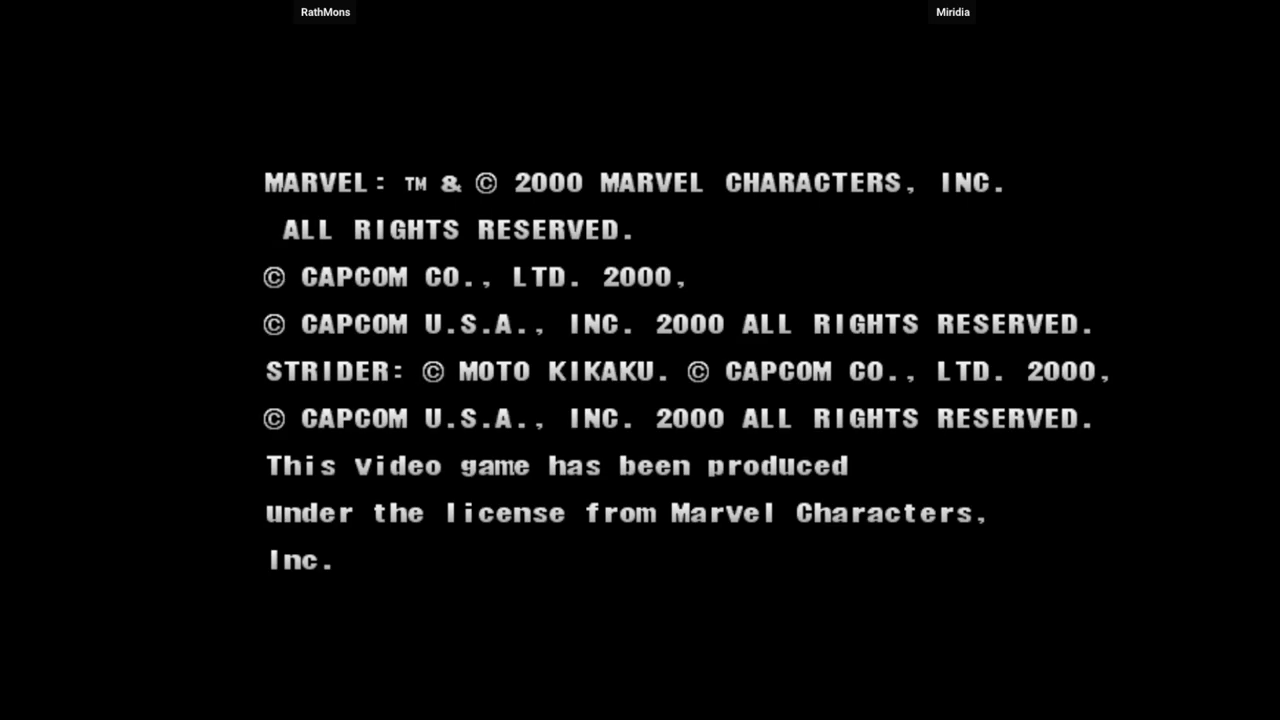 RathMons Miridia
MARVEL: ™ & © 2000 MARVEL CHARACTERS, INC.
ALL RIGHTS RESERVED.
© CAPCOM CO., LTD. 2000,
© CAPCOM U.S.A., INC. 2000 ALL RIGHTS RESERVED.
STRIDER: © MOTO KIKAKU. © CAPCOM CO., LTD. 2000,
© CAPCOM U.S.A., INC. 2000 ALL RIGHTS RESERVED.
This video game has been produced
under the license from Marvel Characters,
Inc.